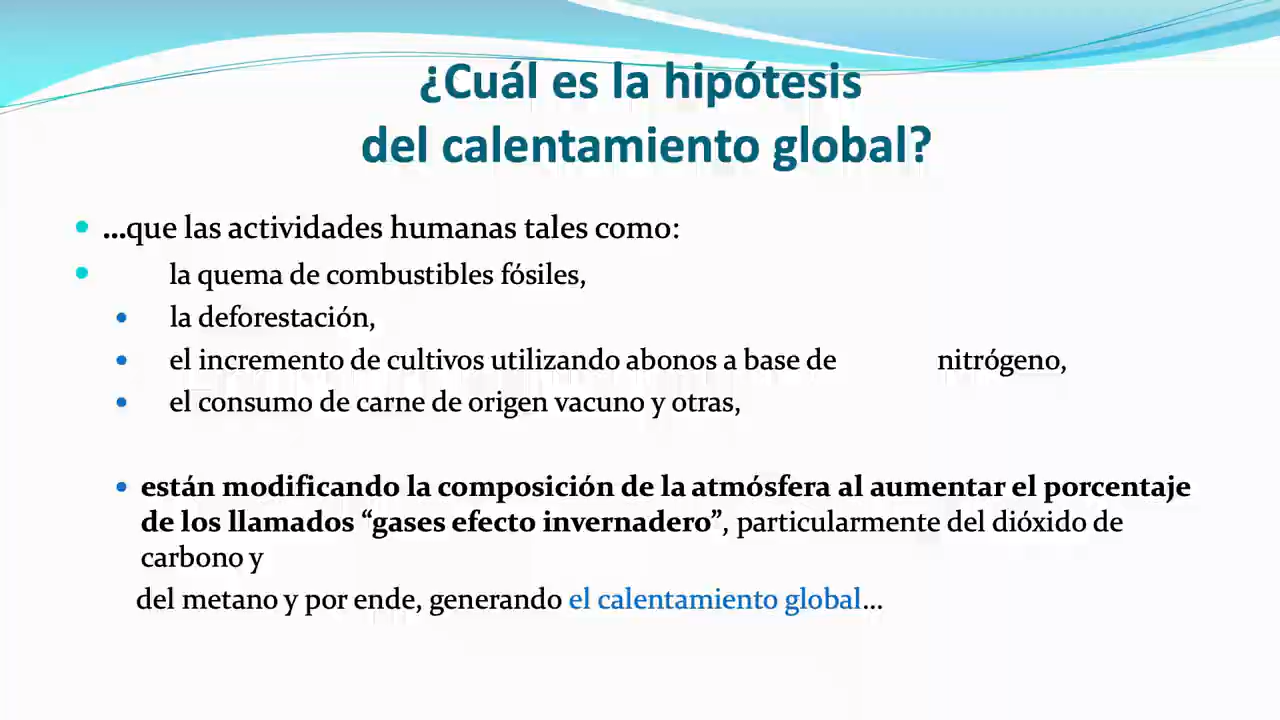 ¿Cuál es la hipótesis
del calentamiento global?
• ...que las actividades humanas tales como:
• la quema de combustibles fósiles,
• la deforestación,
• el incremento de cultivos utilizando abonos a base de nitrógeno,
• el consumo de carne de origen vacuno y otras,
• están modificando la composición de la atmósfera al aumentar el porcentaje
de los llamados “gases efecto invernadero”, particularmente del dióxido de
carbono y
del metano y por ende, generando el calentamiento global...